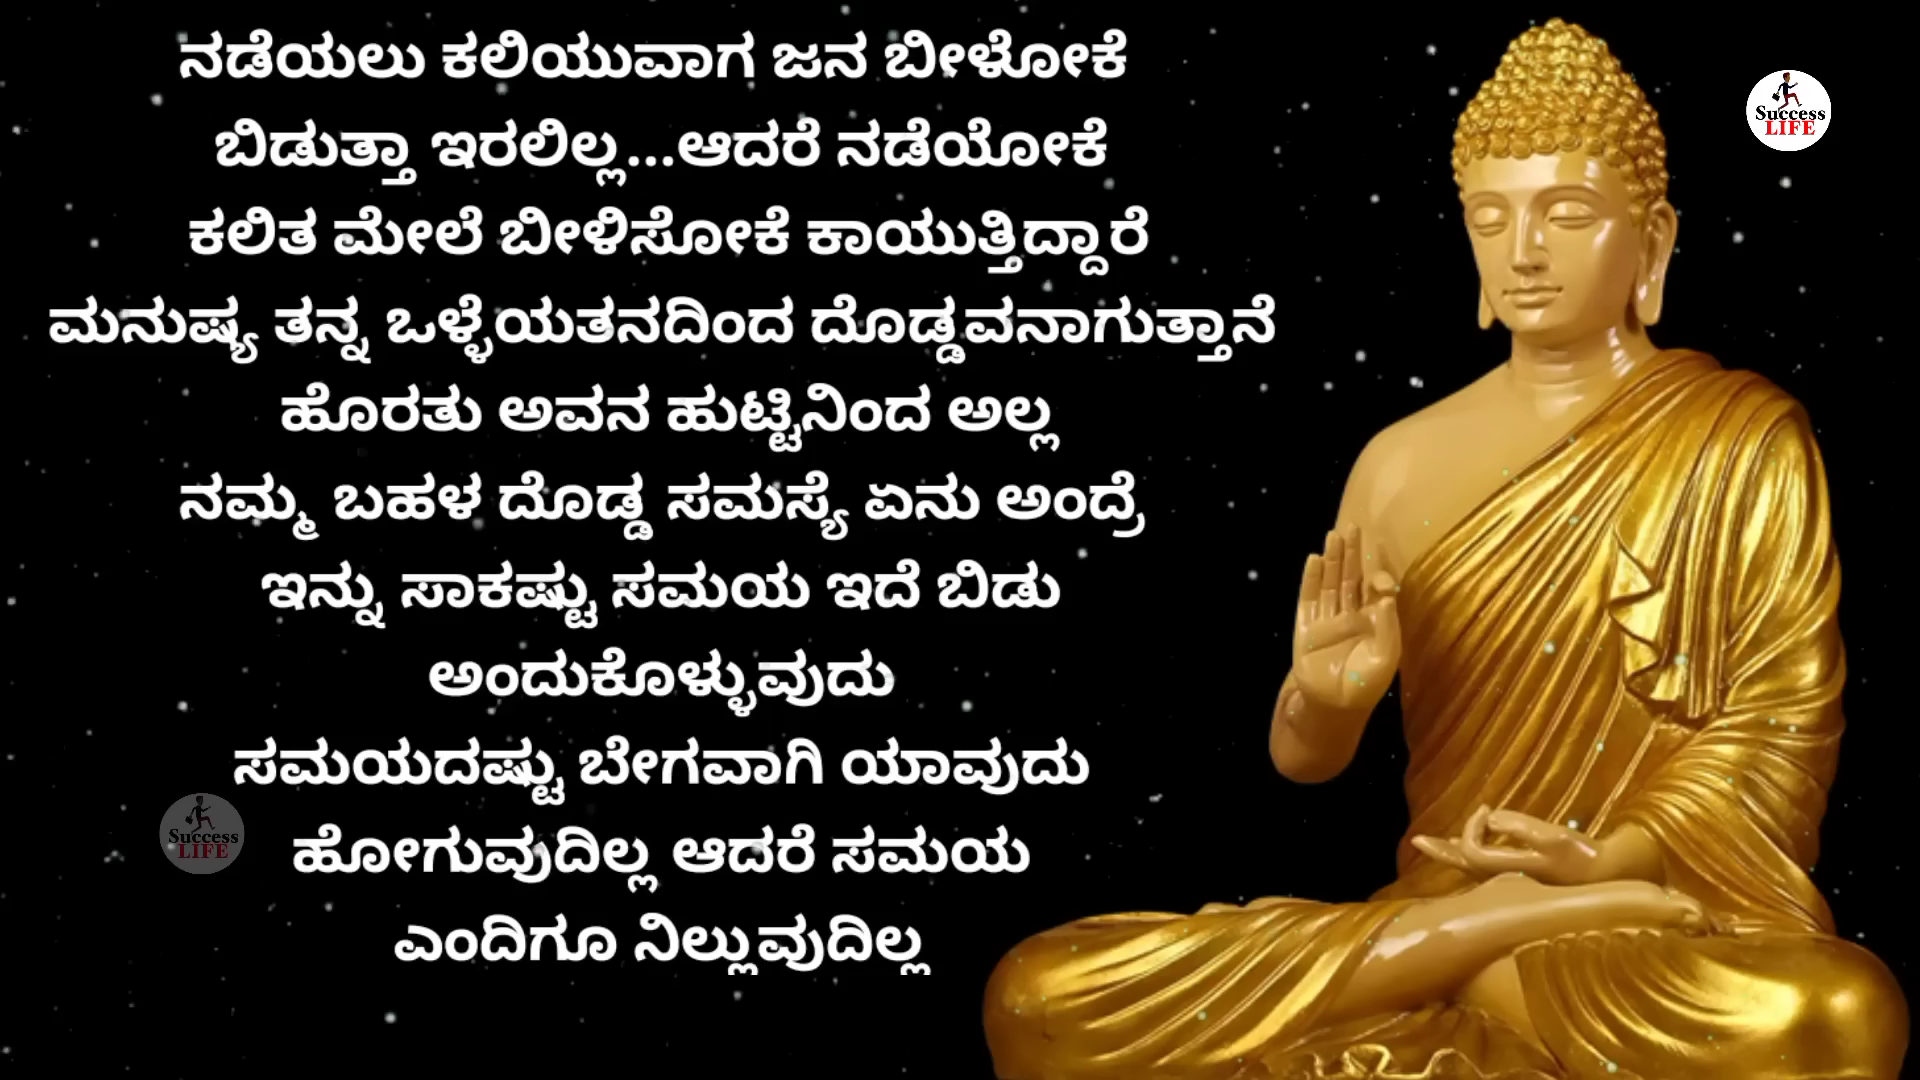 ನಡೆಯಲು ಕಲಿಯುವಾಗ ಜನ ಬೀಳೋಕೆ
ಬಿಡುತ್ತಾ ಇರಲಿಲ್ಲ...ಆದರೆ ನಡೆಯೋಕೆ
ಕಲಿತ ಮೇಲೆ ಬೀಳಿಸೋಕೆ ಕಾಯುತ್ತಿದ್ದಾರೆ
ಮನುಷ್ಯ ತನ್ನ ಒಳ್ಳೆಯತನದಿಂದ ದೊಡ್ಡವನಾಗುತ್ತಾನೆ
ಹೊರತು ಅವನ ಹುಟ್ಟಿನಿಂದ ಅಲ್ಲ
ನಮ್ಮ ಬಹಳ ದೊಡ್ಡ ಸಮಸ್ಯೆ ಏನು ಅಂದ್ರೆ
ಇನ್ನು ಸಾಕಷ್ಟು ಸಮಯ ಇದೆ ಬಿಡು
ಅಂದುಕೊಳ್ಳುವುದು
ಸಮಯದಷ್ಟು ಬೇಗವಾಗಿ ಯಾವುದು
ಹೋಗುವುದಿಲ್ಲ ಆದರೆ ಸಮಯ
ಎಂದಿಗೂ ನಿಲ್ಲುವುದಿಲ್ಲ
Success
LIFE
Success
LIFE